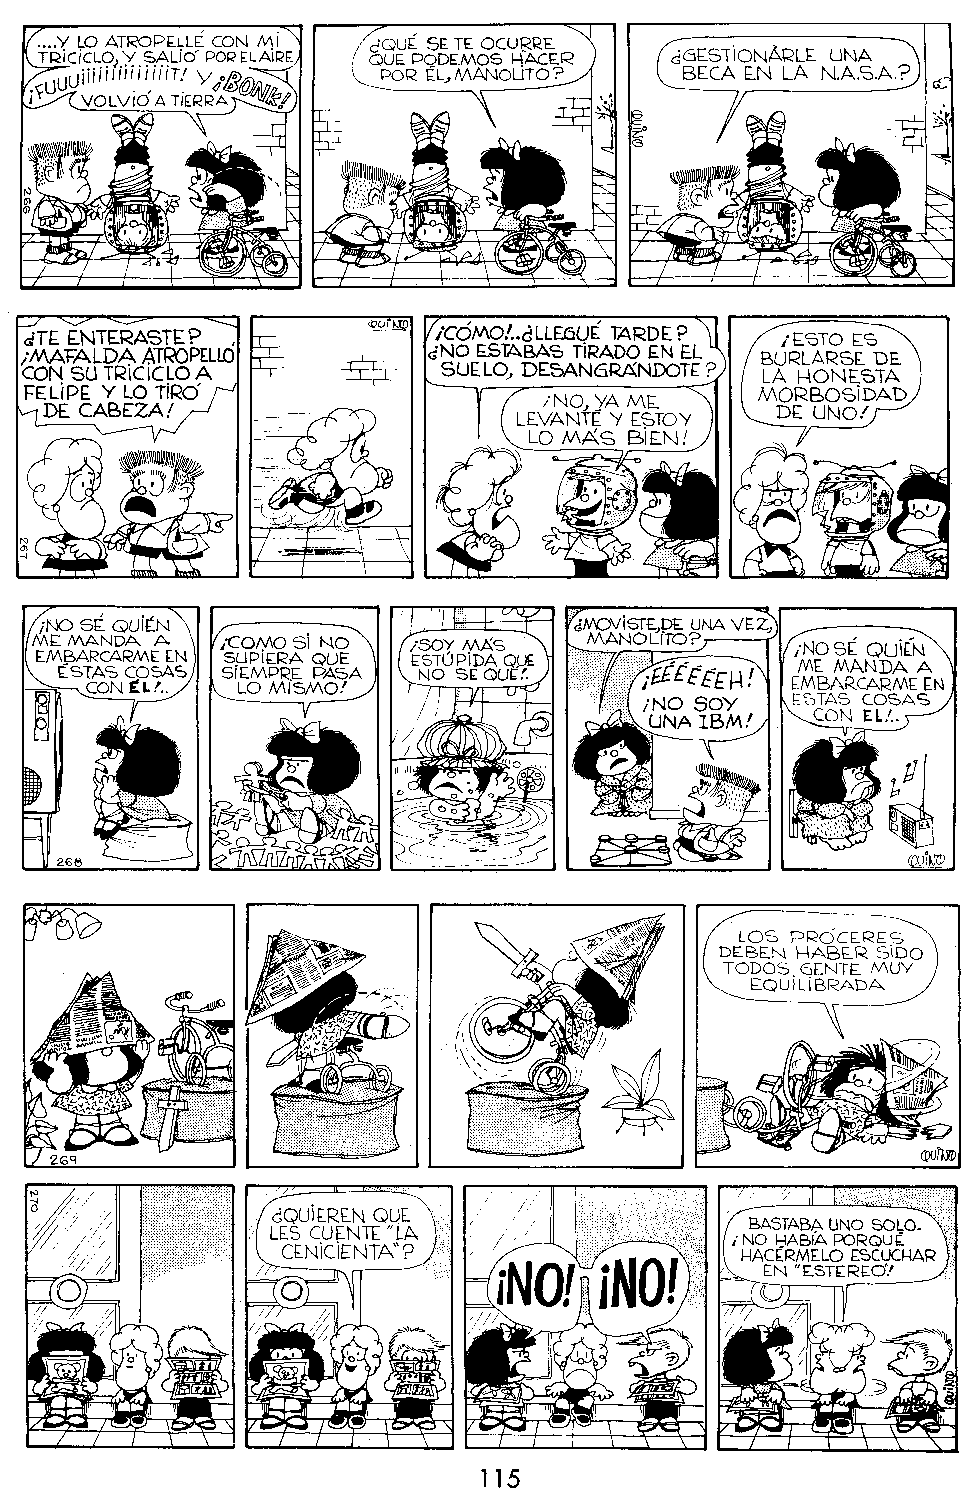 ....Y LO ATROPELLÉ CON MI
TRICICLO, Y SALIÓ POR EL AIRE
¡FUUUiiiiiiiiiiiiiiT! Y ¡BONK!
VOLVIÓ A TIERRA
266
¿QUÉ SE TE OCURRE
QUE PODEMOS HACER
POR ÉL, MANOLITO?
¿GESTIONARLE UNA
BECA EN LA N.A.S.A.?
QUINO
¿TE ENTERASTE?
¡MAFALDA ATROPELLÓ
CON SU TRICICLO A
FELIPE Y LO TIRÓ
DE CABEZA!
267
QUINO
¡CÓMO!..¿LLEGUÉ TARDE?
¿NO ESTABAS TIRADO EN EL
SUELO, DESANGRÁNDOTE?
¡NO, YA ME
LEVANTÉ Y ESTOY
LO MÁS BIEN!
¡ESTO ES
BURLARSE DE
LA HONESTA
MORBOSIDAD
DE UNO!
¡NO SÉ QUIÉN
ME MANDA A
EMBARCARME EN
ESTAS COSAS
CON ÉL!..
268
¡COMO SI NO
SUPIERA QUE
SIEMPRE PASA
LO MISMO!
¡SOY MÁS
ESTÚPIDA QUE
NO SÉ QUÉ!.
¿MOVISTE, DE UNA VEZ,
MANOLITO?
¡ÉÉÉÉÉÉH!
¡NO SOY
UNA IBM!
¡NO SÉ QUIÉN
ME MANDA A
EMBARCARME EN
ESTAS COSAS
CON ÉL!..
QUINO
269
LOS PRÓCERES
DEBEN HABER SIDO
TODOS GENTE MUY
EQUILIBRADA
QUINO
270
¿QUIEREN QUE
LES CUENTE "LA
CENICIENTA"?
¡NO! ¡NO!
BASTABA UNO SOLO.
¡NO HABÍA PORQUÉ
HACÉRMELO ESCUCHAR
EN "ESTEREO"!
QUINO
115